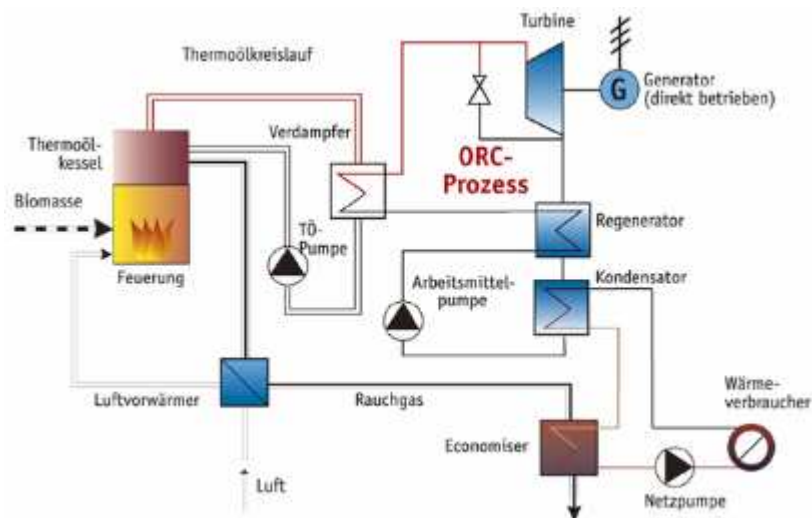 Turbine
Thermoölkreislauf
G
Generator
(direkt betrieben)
Verdampfer
Thermoöl-
kessel
ORC-
Prozess
Biomasse
TÖ-
Pumpe
Regenerator
Feuerung
Arbeitsmittel-
pumpe
Kondensator
Luftvorwärmer
Rauchgas
Wärme-
verbraucher
Economiser
Luft
Netzpumpe